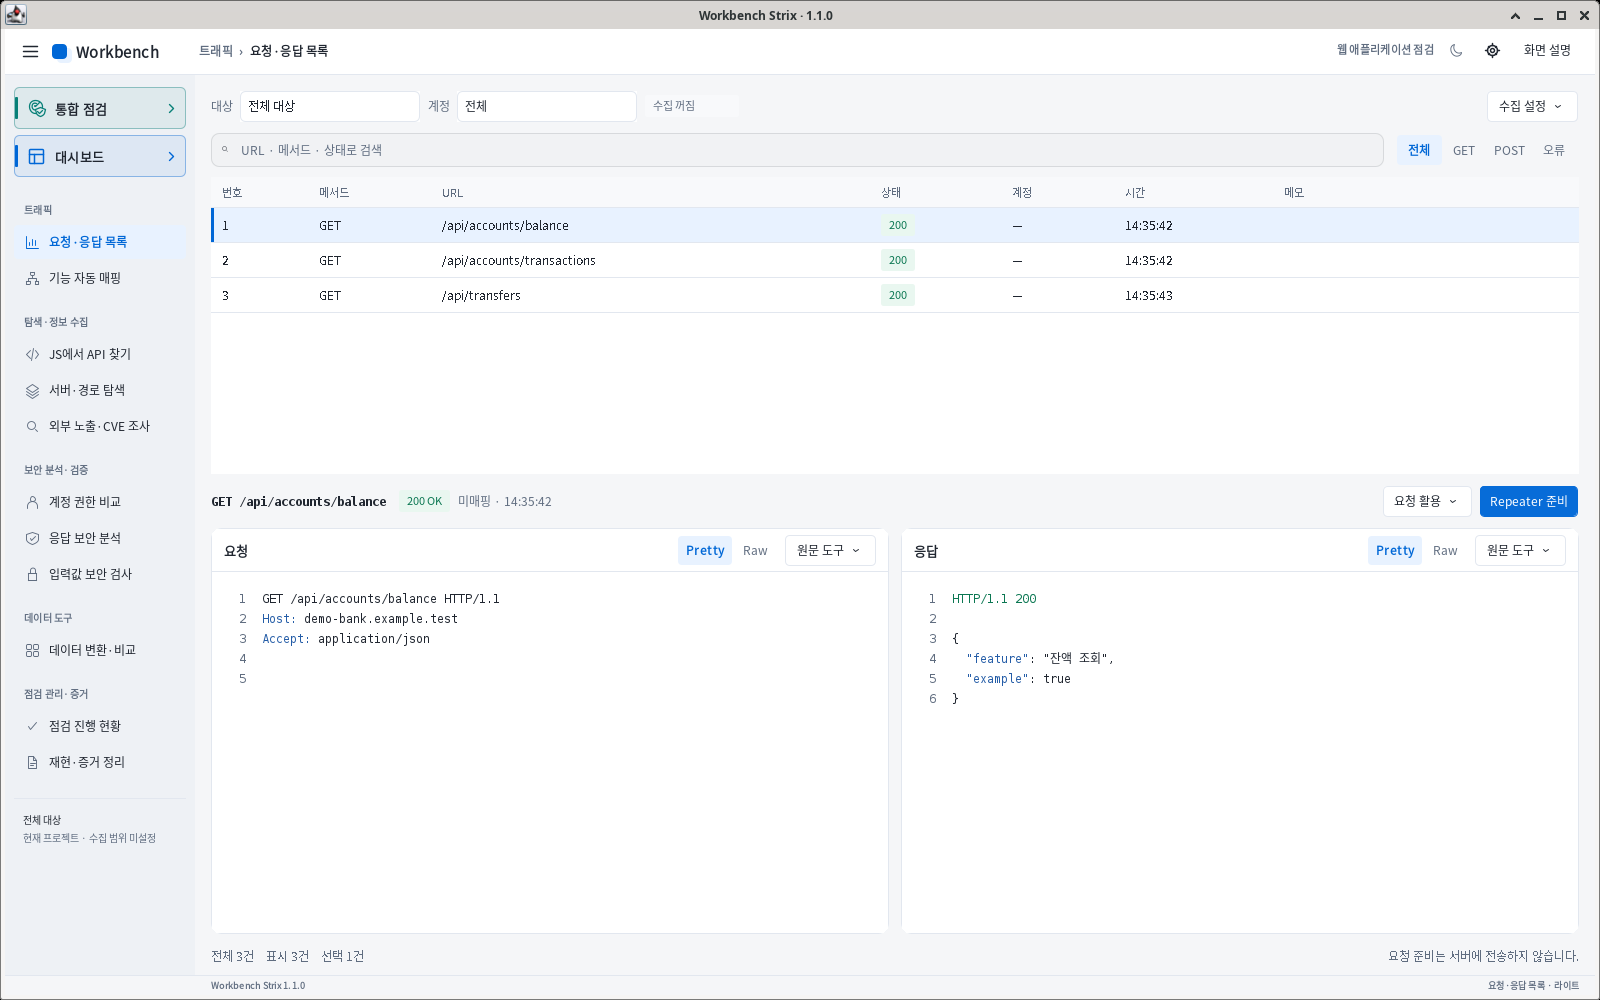 Workbench Strix · 1.1.0
Workbench
트래픽 › 요청·응답 목록
웹 애플리케이션 점검
화면 설명
통합 점검
대시보드
트래픽
요청·응답 목록
기능 자동 매핑
탐색·정보 수집
JS에서 API 찾기
서버·경로 탐색
외부 노출·CVE 조사
보안 분석·검증
계정 권한 비교
응답 보안 분석
입력값 보안 검사
데이터 도구
데이터 변환·비교
점검 관리·증거
점검 진행 현황
재현·증거 정리
전체 대상
현재 프로젝트 · 수집 범위 미설정
대상 전체 대상 계정 전체 수집 꺼짐 수집 설정
URL · 메서드 · 상태로 검색 전체 GET POST 오류
번호 메서드 URL 상태 계정 시간 메모
1 GET /api/accounts/balance 200 — 14:35:42
2 GET /api/accounts/transactions 200 — 14:35:42
3 GET /api/transfers 200 — 14:35:43
GET /api/accounts/balance 200 OK 미매핑 · 14:35:42 요청 활용 Repeater 준비
요청 Pretty Raw 원문 도구
1 GET /api/accounts/balance HTTP/1.1
2 Host: demo-bank.example.test
3 Accept: application/json
4
5
응답 Pretty Raw 원문 도구
1 HTTP/1.1 200
2
3 {
4 "feature": "잔액 조회",
5 "example": true
6 }
전체 3건 표시 3건 선택 1건
요청 준비는 서버에 전송하지 않습니다.
Workbench Strix 1.1.0
요청·응답 목록 · 라이트